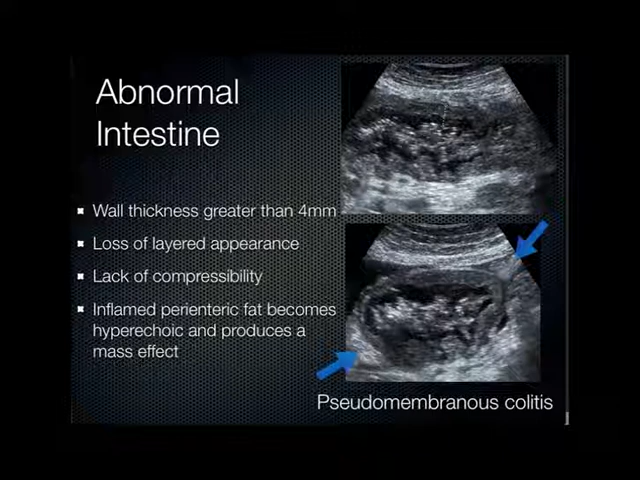 Abnormal
Intestine
Wall thickness greater than 4mm
Loss of layered appearance
Lack of compressibility
Inflamed perienteric fat becomes
hyperechoic and produces a
mass effect
Pseudomembranous colitis